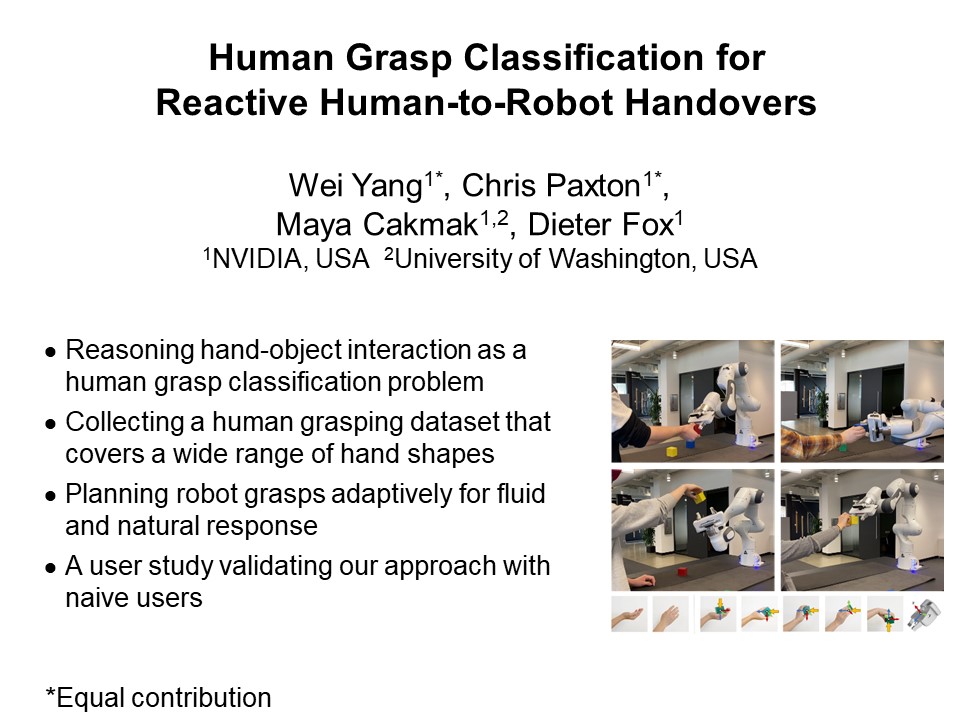 Human Grasp Classification for
Reactive Human-to-Robot Handovers
Wei Yang1*, Chris Paxton1*,
Maya Cakmak1,2, Dieter Fox1
1NVIDIA, USA 2University of Washington, USA
● Reasoning hand-object interaction as a
human grasp classification problem
● Collecting a human grasping dataset that
covers a wide range of hand shapes
● Planning robot grasps adaptively for fluid
and natural response
● A user study validating our approach with
naive users
*Equal contribution